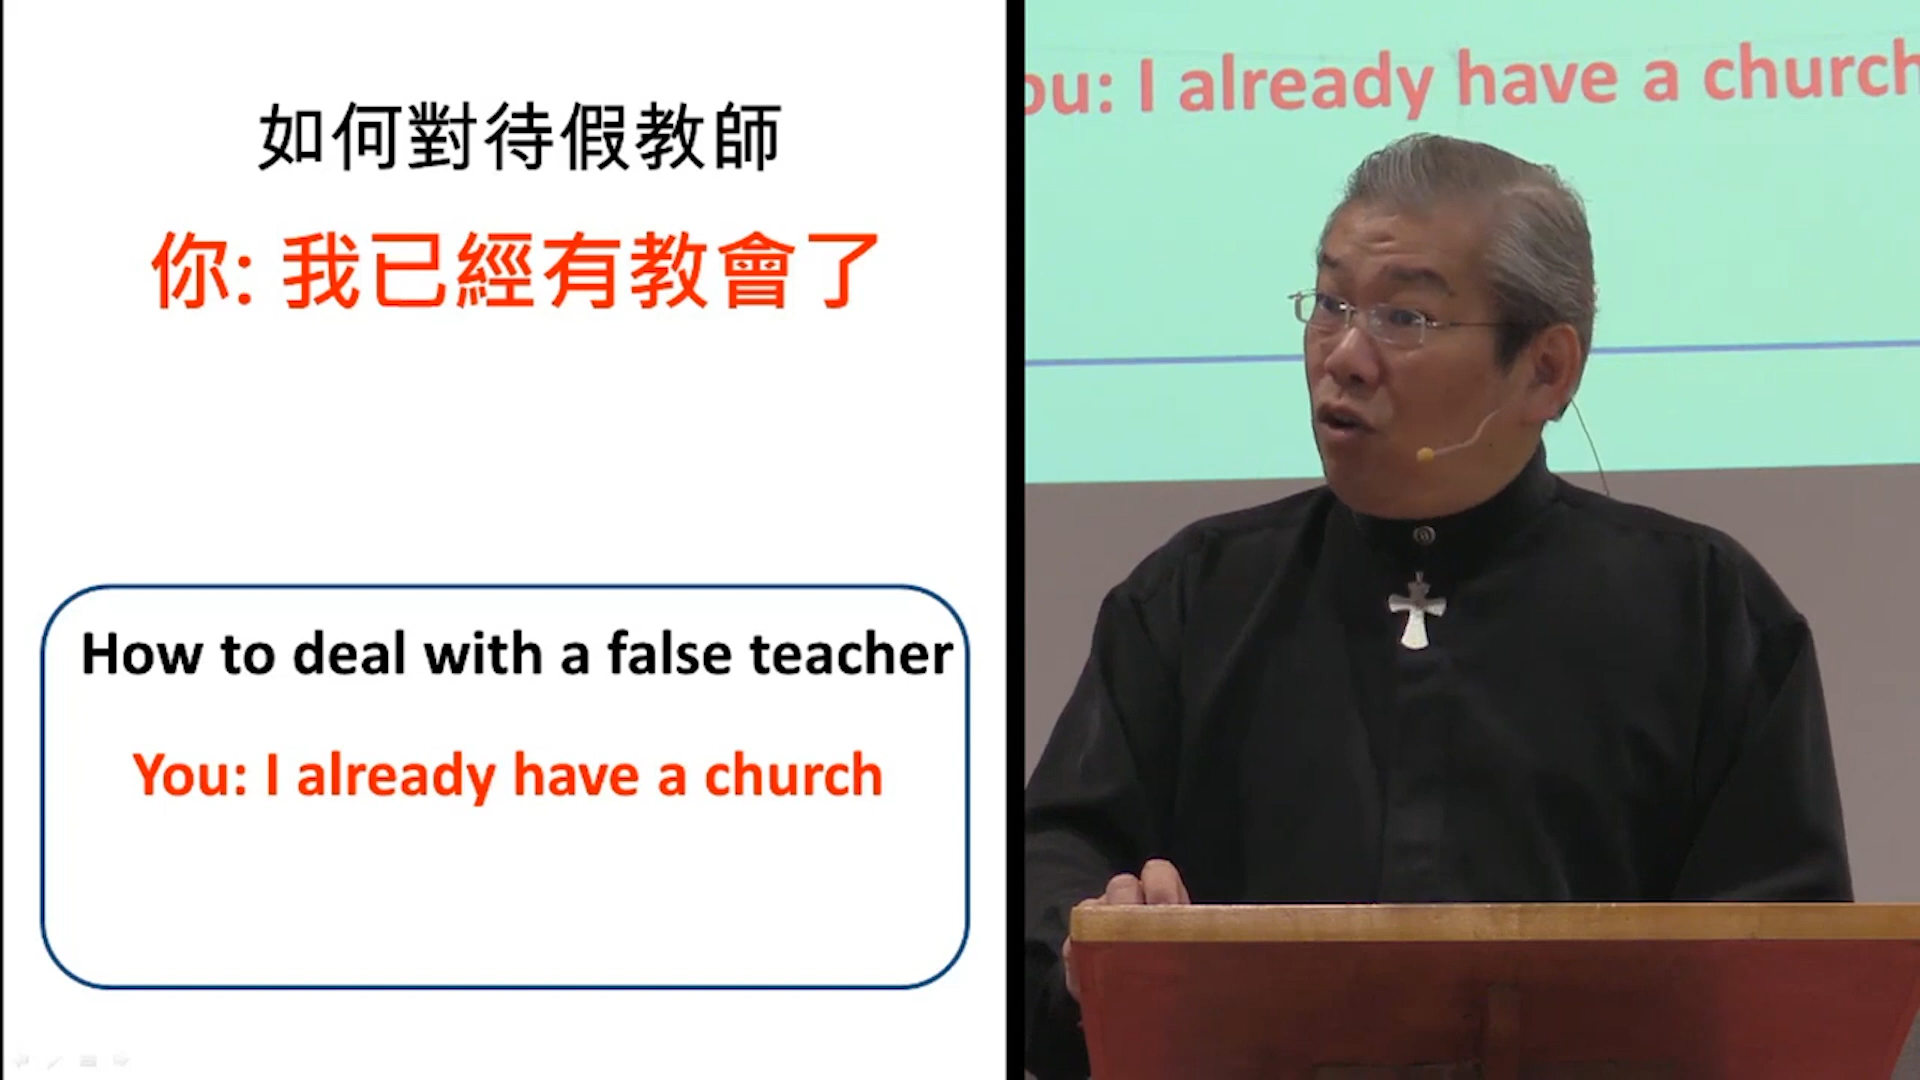 如何對待假教師
你: 我已經有教會了
How to deal with a false teacher
You: I already have a church
ou: I already have a church